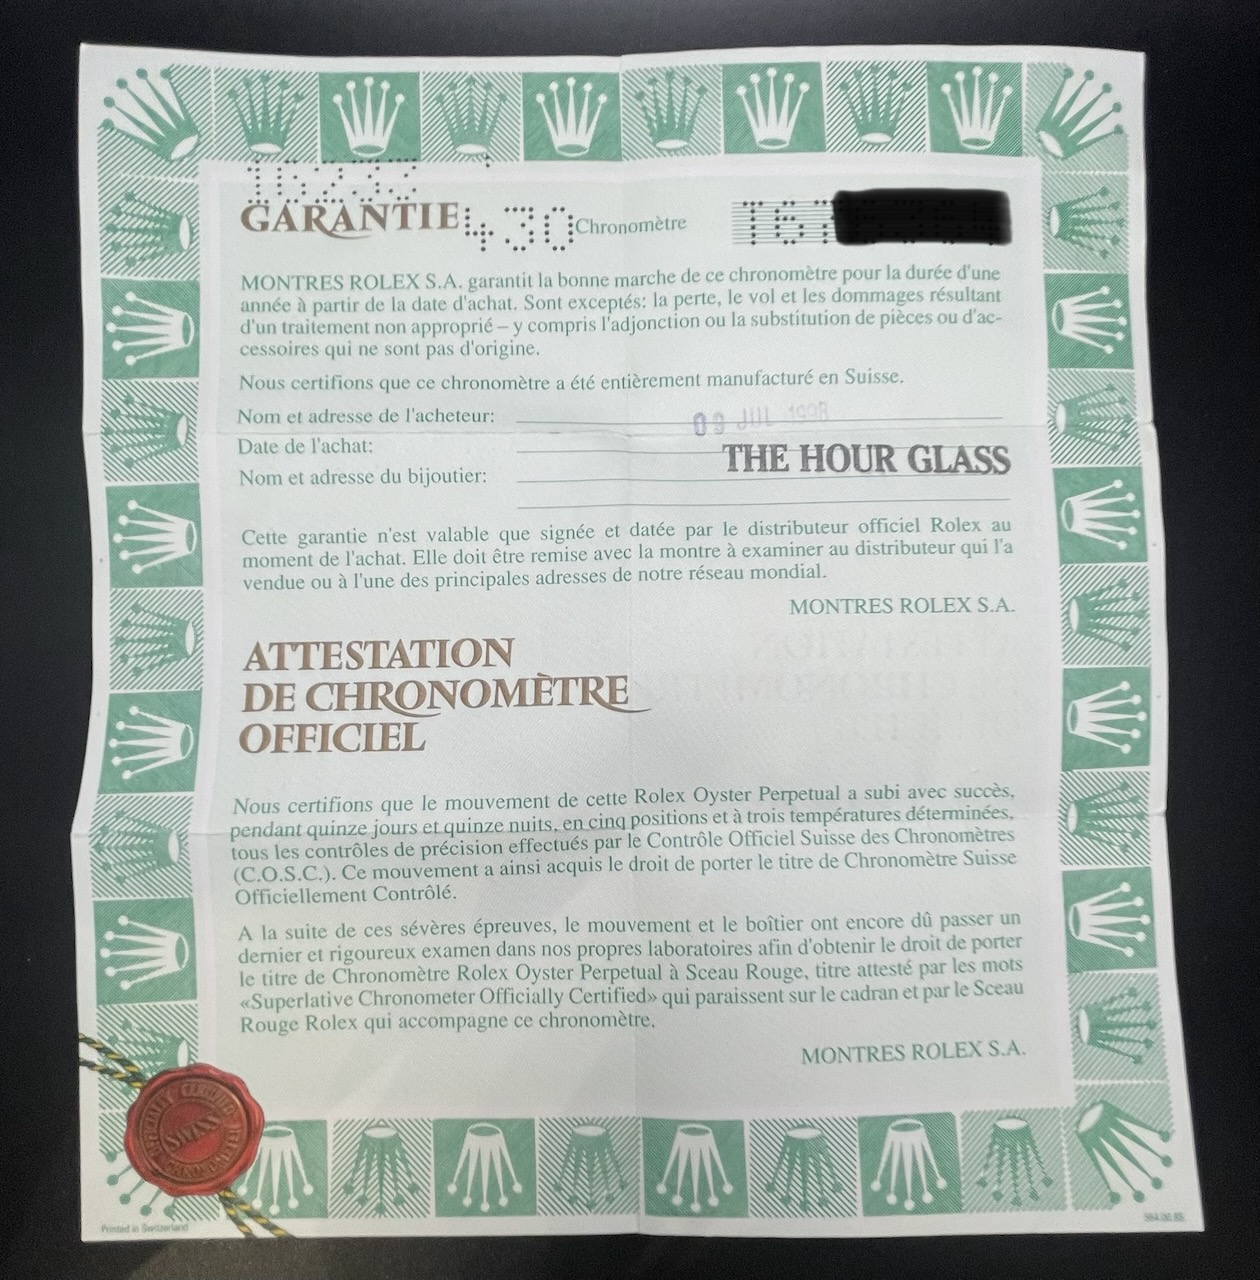 16233
GARANTIE 430 Chronomètre T67
MONTRES ROLEX S.A. garantit la bonne marche de ce chronomètre pour la durée d'une
année à partir de la date d'achat. Sont exceptés: la perte, le vol et les dommages résultant
d'un traitement non approprié – y compris l'adjonction ou la substitution de pièces ou d'ac-
cessoires qui ne sont pas d'origine.
Nous certifions que ce chronomètre a été entièrement manufacturé en Suisse.
Nom et adresse de l'acheteur:
09 JUL 1998
Date de l'achat:
THE HOUR GLASS
Nom et adresse du bijoutier:
Cette garantie n'est valable que signée et datée par le distributeur officiel Rolex au
moment de l'achat. Elle doit être remise avec la montre à examiner au distributeur qui l'a
vendue ou à l'une des principales adresses de notre réseau mondial.
MONTRES ROLEX S.A.
ATTESTATION
DE CHRONOMÈTRE
OFFICIEL
Nous certifions que le mouvement de cette Rolex Oyster Perpetual a subi avec succès,
pendant quinze jours et quinze nuits, en cinq positions et à trois températures déterminées,
tous les contrôles de précision effectués par le Contrôle Officiel Suisse des Chronomètres
(C.O.S.C.). Ce mouvement a ainsi acquis le droit de porter le titre de Chronomètre Suisse
Officiellement Contrôlé.
A la suite de ces sévères épreuves, le mouvement et le boîtier ont encore dû passer un
dernier et rigoureux examen dans nos propres laboratoires afin d'obtenir le droit de porter
le titre de Chronomètre Rolex Oyster Perpetual à Sceau Rouge, titre attesté par les mots
«Superlative Chronometer Officially Certified» qui paraissent sur le cadran et par le Sceau
Rouge Rolex qui accompagne ce chronomètre.
MONTRES ROLEX S.A.
SWISS
Printed in Switzerland